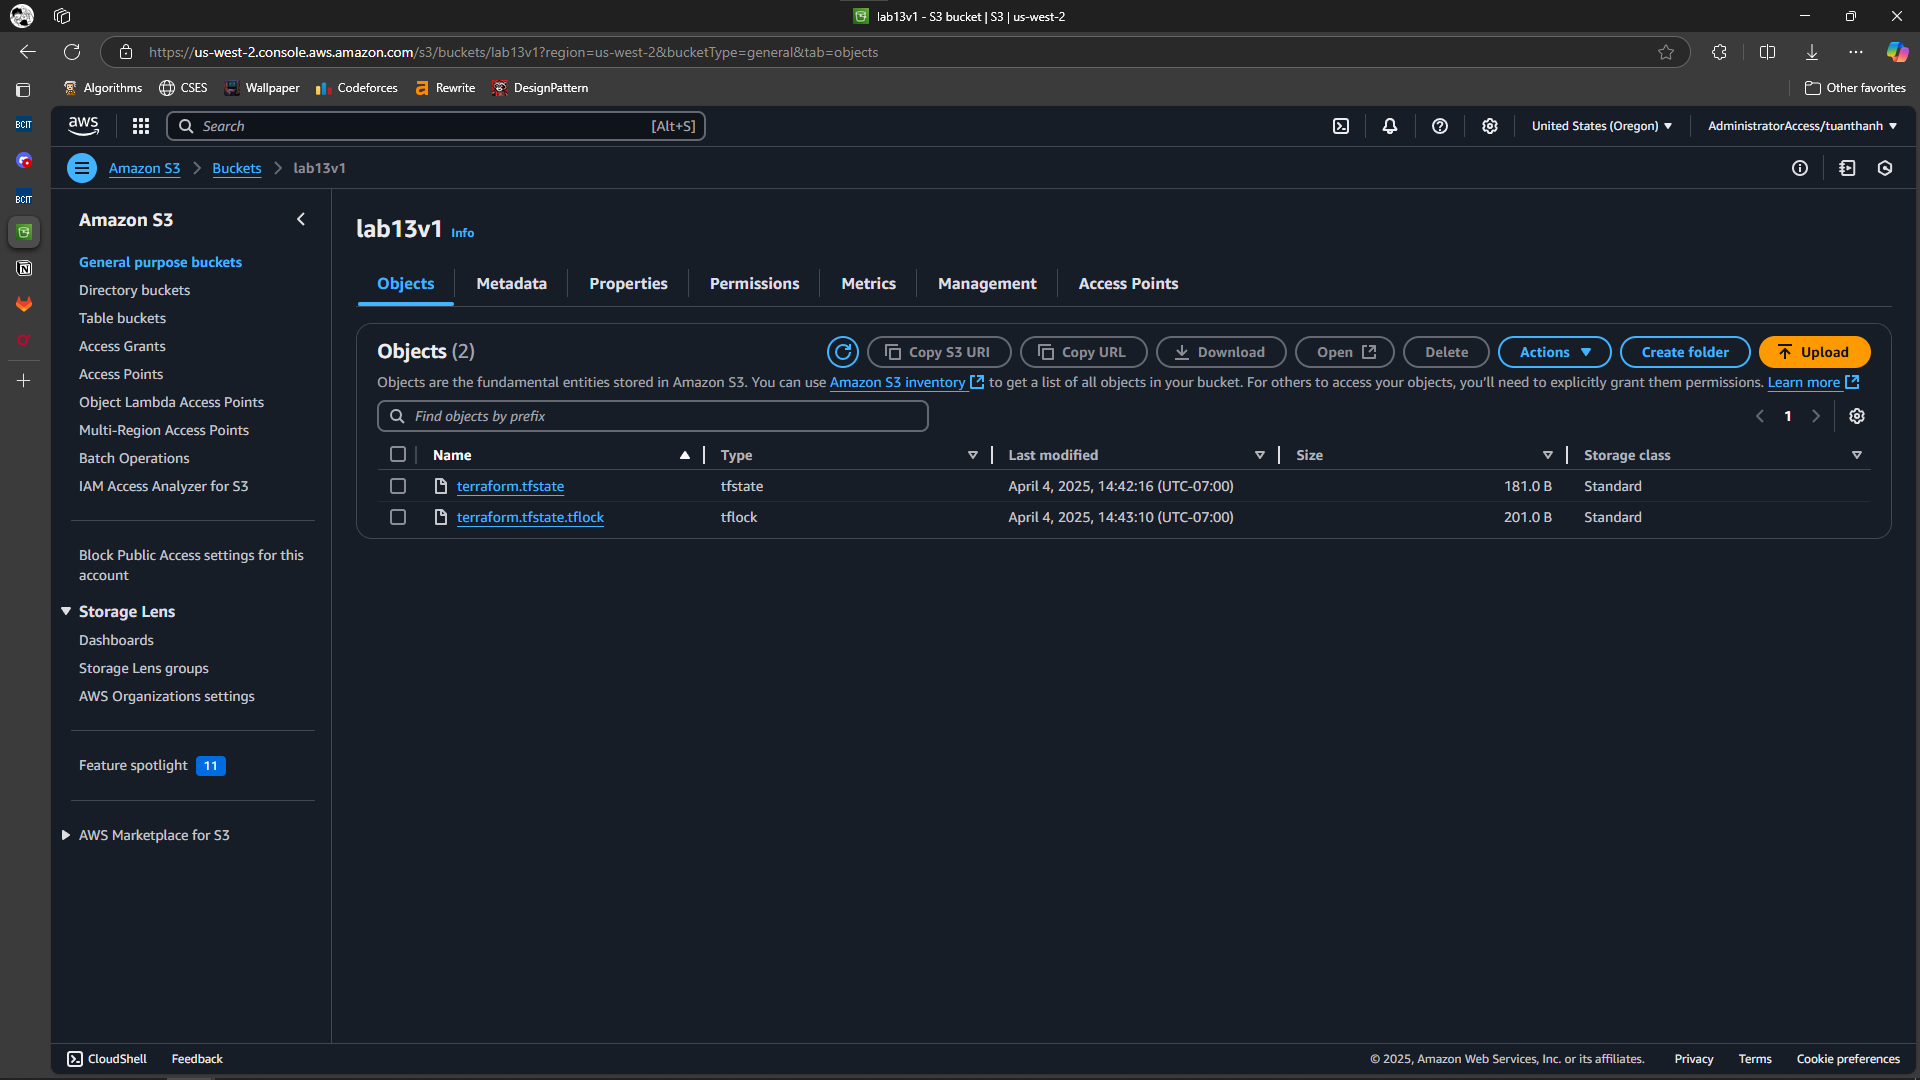 lab13v1 - S3 bucket | S3 | us-west-2
https://us-west-2.console.aws.amazon.com/s3/buckets/lab13v1?region=us-west-2&bucketType=general&tab=objects
Algorithms CSES Wallpaper Codeforces Rewrite DesignPattern Other favorites
BCIT
BCIT
aws Search [Alt+S] United States (Oregon) AdministratorAccess/tuanthanh
Amazon S3 Buckets lab13v1
Amazon S3
General purpose buckets
Directory buckets
Table buckets
Access Grants
Access Points
Object Lambda Access Points
Multi-Region Access Points
Batch Operations
IAM Access Analyzer for S3
Block Public Access settings for this
account
Storage Lens
Dashboards
Storage Lens groups
AWS Organizations settings
Feature spotlight 11
AWS Marketplace for S3
lab13v1 Info
Objects Metadata Properties Permissions Metrics Management Access Points
Objects (2) Copy S3 URI Copy URL Download Open Delete Actions Create folder Upload
Objects are the fundamental entities stored in Amazon S3. You can use Amazon S3 inventory to get a list of all objects in your bucket. For others to access your objects, you'll need to explicitly grant them permissions. Learn more
Find objects by prefix 1
Name Type Last modified Size Storage class
terraform.tfstate tfstate April 4, 2025, 14:42:16 (UTC-07:00) 181.0 B Standard
terraform.tfstate.tflock tflock April 4, 2025, 14:43:10 (UTC-07:00) 201.0 B Standard
CloudShell Feedback © 2025, Amazon Web Services, Inc. or its affiliates. Privacy Terms Cookie preferences